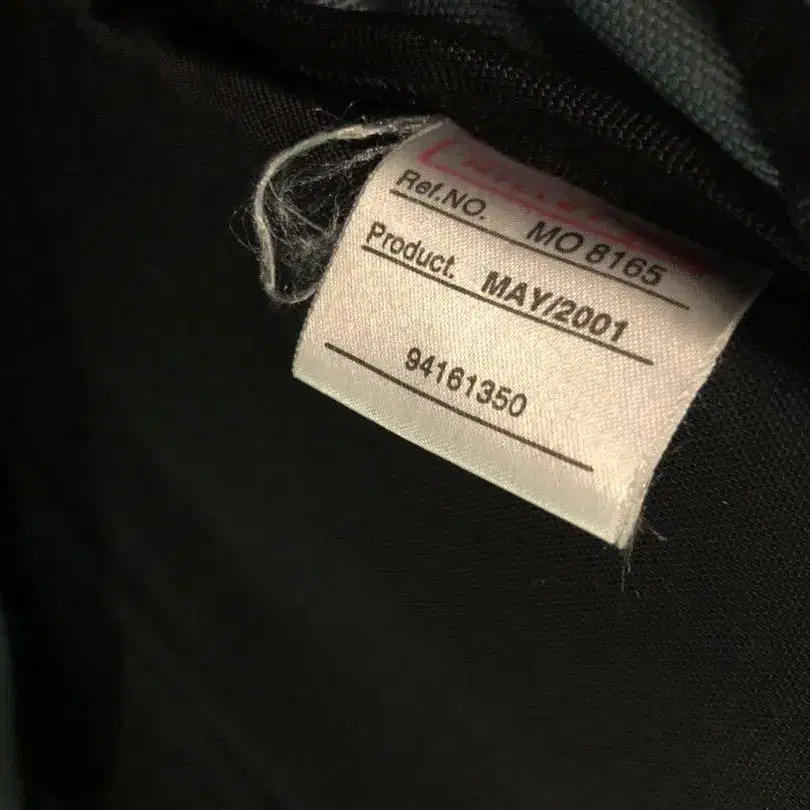 Ref.NO. MO 8165
Product. MAY/2001
94161350